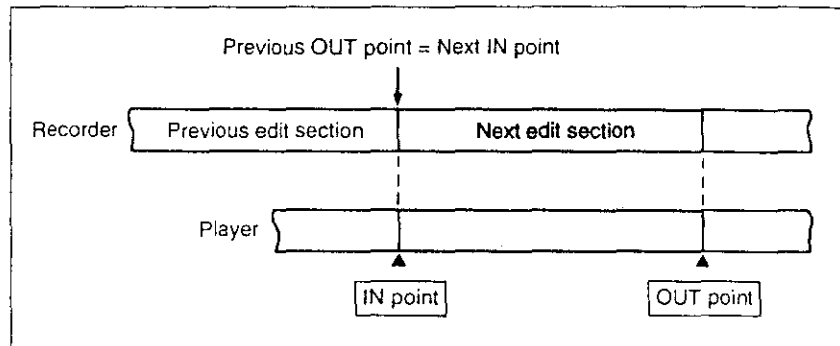 Previous OUT point = Next IN point
Recorder
Previous edit section
Next edit section
Player
IN point
OUT point